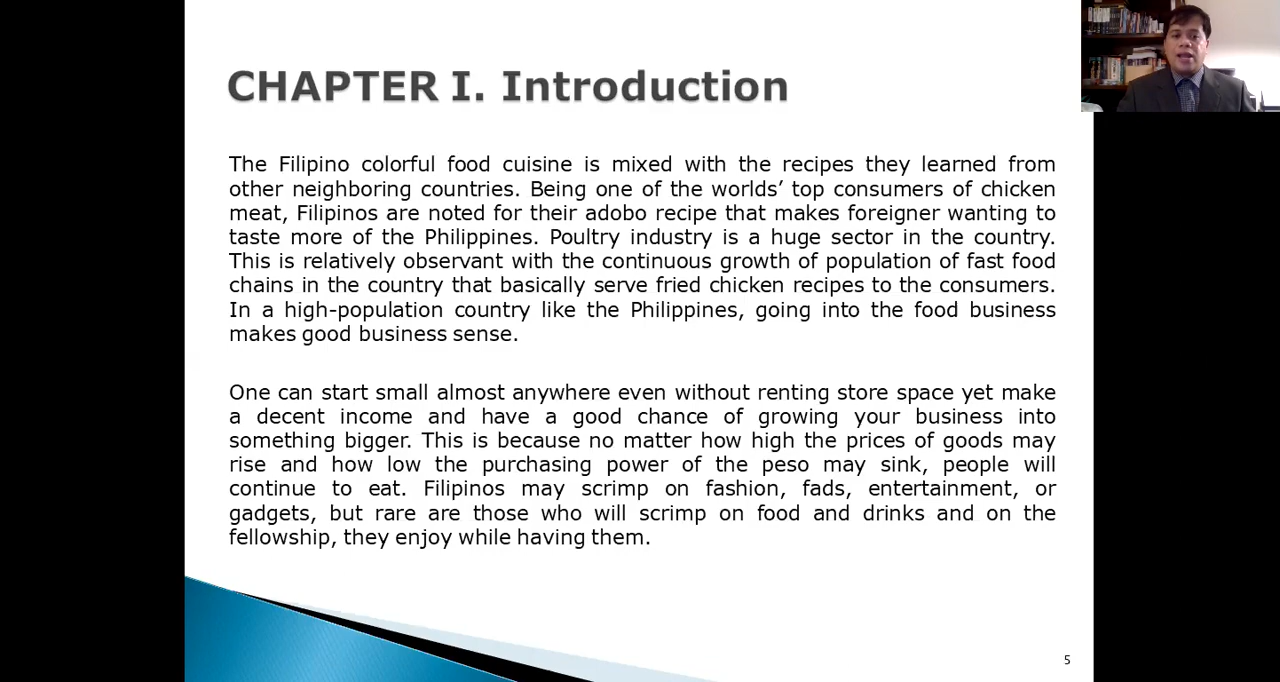 CHAPTER I. Introduction
The Filipino colorful food cuisine is mixed with the recipes they learned from
other neighboring countries. Being one of the worlds’ top consumers of chicken
meat, Filipinos are noted for their adobo recipe that makes foreigner wanting to
taste more of the Philippines. Poultry industry is a huge sector in the country.
This is relatively observant with the continuous growth of population of fast food
chains in the country that basically serve fried chicken recipes to the consumers.
In a high-population country like the Philippines, going into the food business
makes good business sense.
One can start small almost anywhere even without renting store space yet make
a decent income and have a good chance of growing your business into
something bigger. This is because no matter how high the prices of goods may
rise and how low the purchasing power of the peso may sink, people will
continue to eat. Filipinos may scrimp on fashion, fads, entertainment, or
gadgets, but rare are those who will scrimp on food and drinks and on the
fellowship, they enjoy while having them.
5